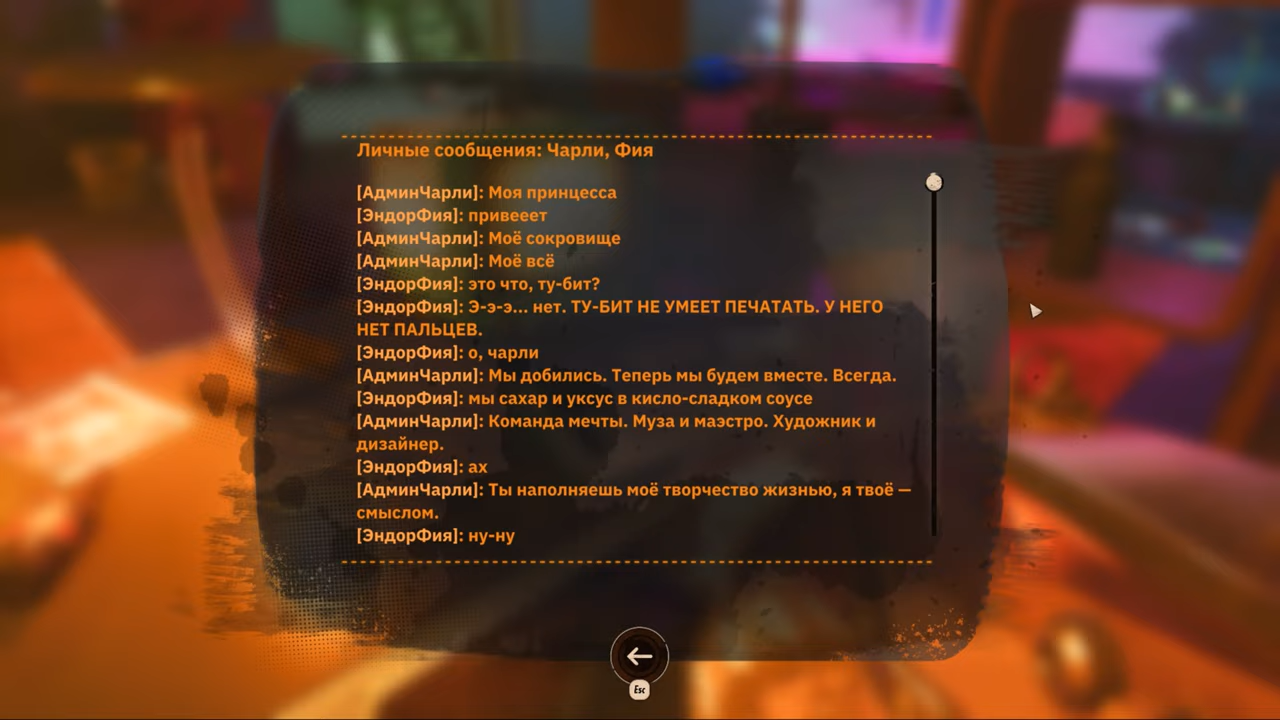 Личные сообщения: Чарли, Фия
[АдминЧарли]: Моя принцесса
[ЭндорФия]: привееет
[АдминЧарли]: Моё сокровище
[АдминЧарли]: Моё всё
[ЭндорФия]: это что, ту-бит?
[ЭндорФия]: Э-э-э... нет. ТУ-БИТ НЕ УМЕЕТ ПЕЧАТАТЬ. У НЕГО
НЕТ ПАЛЬЦЕВ.
[ЭндорФия]: о, чарли
[АдминЧарли]: Мы добились. Теперь мы будем вместе. Всегда.
[ЭндорФия]: мы сахар и уксус в кисло-сладком соусе
[АдминЧарли]: Команда мечты. Муза и маэстро. Художник и
дизайнер.
[ЭндорФия]: ах
[АдминЧарли]: Ты наполняешь моё творчество жизнью, я твоё —
смыслом.
[ЭндорФия]: ну-ну
Esc